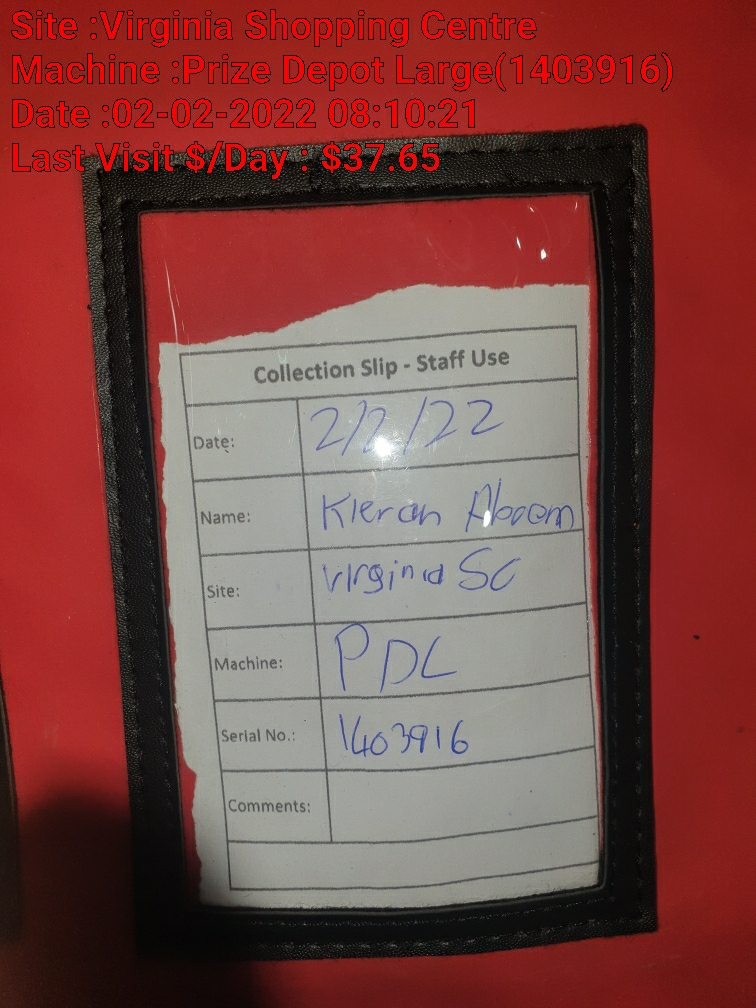 Site :Virginia Shopping Centre
Machine :Prize Depot Large(1403916)
Date :02-02-2022 08:10:21
Last Visit $/Day : $37.65
Collection Slip - Staff Use
Date: 2/2/22
Name: Kieran
Site: Virginia SC
Machine: PDL
Serial No.: 1403916
Comments: